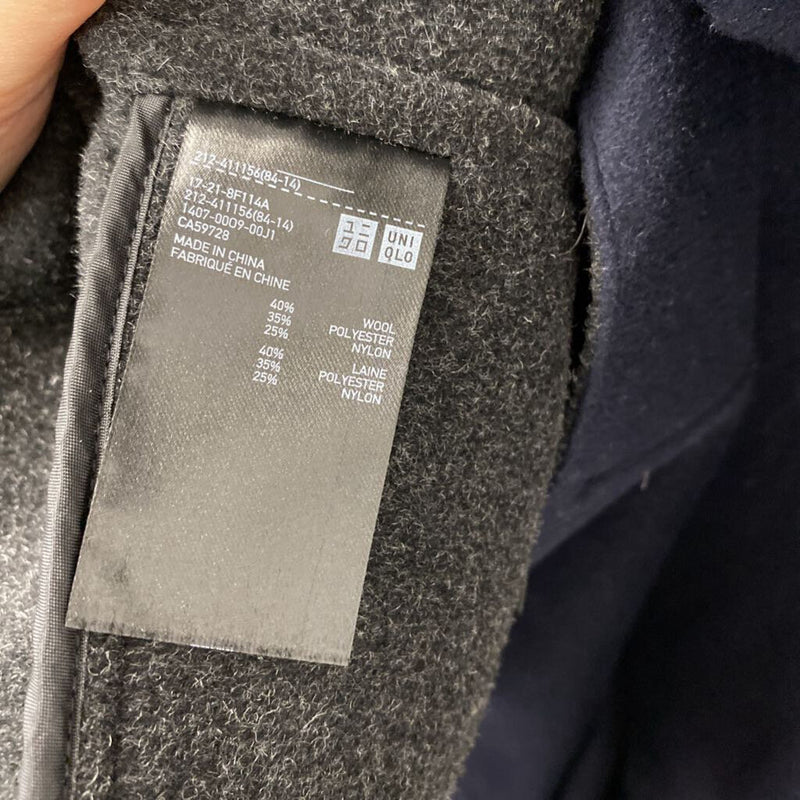 212-411156(84-14)
17-21-8F114A
212-411156(84-14)
1407-0009-00J1
CA59728
MADE IN CHINA
FABRIQUÉ EN CHINE
ユニ
クロ
UNI
QLO
40% WOOL
35% POLYESTER
25% NYLON
40% LAINE
35% POLYESTER
25% NYLON